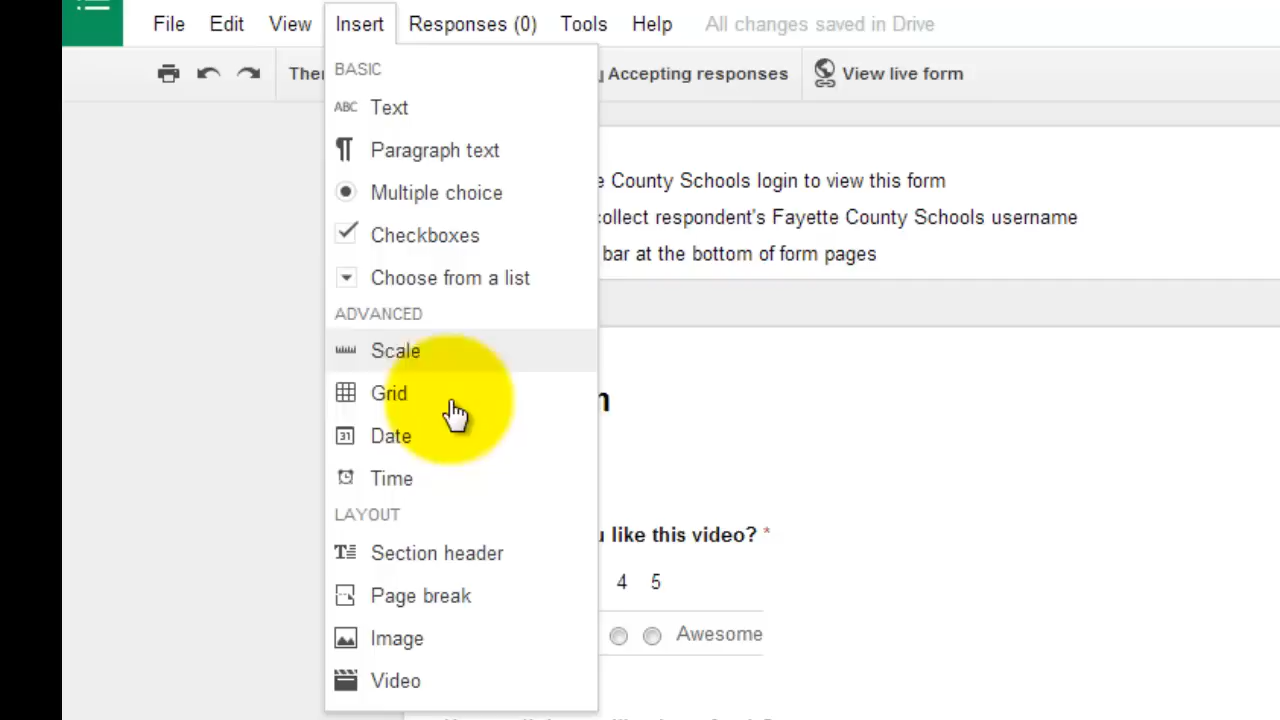 File Edit View Insert Responses (0) Tools Help All changes saved in Drive
Accepting responses View live form
BASIC
ABC Text
Paragraph text
Multiple choice
Checkboxes
Choose from a list
ADVANCED
Scale
Grid
31 Date
Time
LAYOUT
Section header
Page break
Image
Video
County Schools login to view this form
collect respondent's Fayette County Schools username
bar at the bottom of form pages
like this video? *
4 5
Awesome